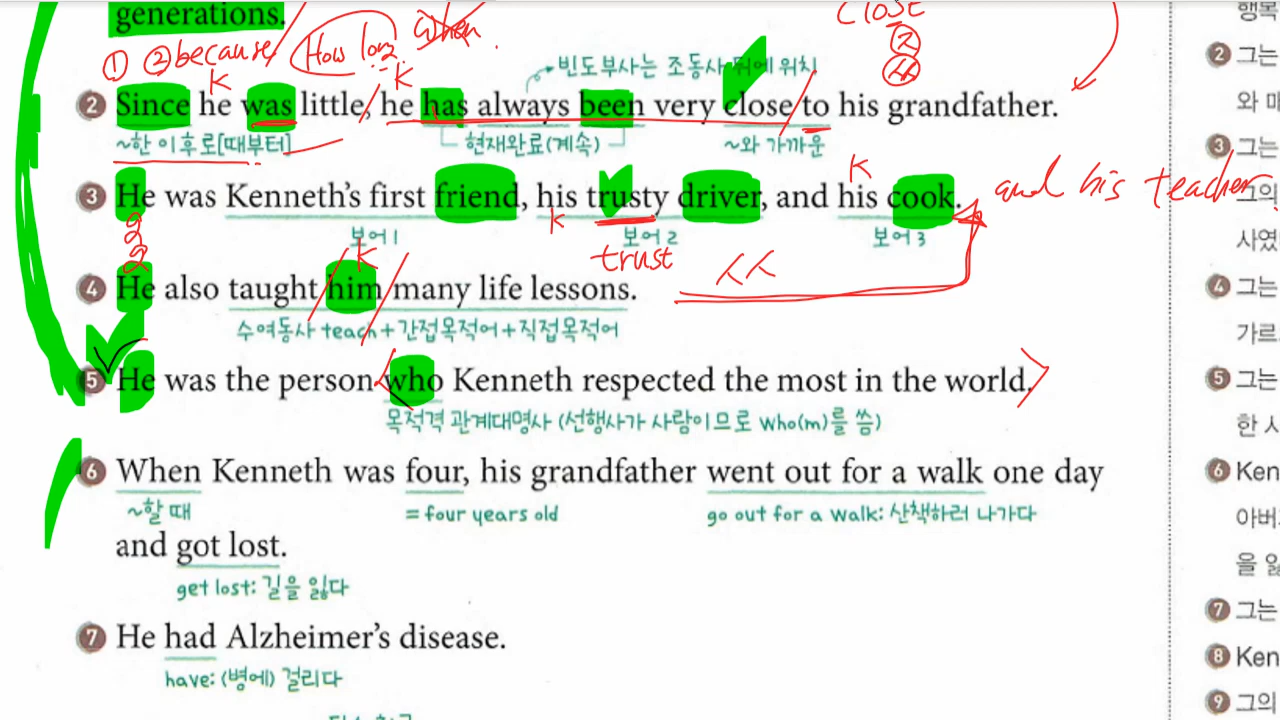 generations.
close
① ② because
How long
when
빈도부사는 조동사 뒤에 위치
k
k
② Since he was little, he has always been very close to his grandfather.
~한 이후로[때부터]
현재완료(계속)
~와 가까운
k
and his teacher
③ He was Kenneth's first friend, his trusty driver, and his cook.
k
보어1
보어2
보어3
trust
k
④ He also taught him many life lessons.
수여동사 teach+간접목적어+직접목적어
⑤ He was the person who Kenneth respected the most in the world.
목적격 관계대명사 (선행사가 사람이므로 who(m)를 씀)
⑥ When Kenneth was four, his grandfather went out for a walk one day
~할 때
= four years old
go out for a walk: 산책하러 나가다
and got lost.
get lost: 길을 잃다
⑦ He had Alzheimer's disease.
have: (병에) 걸리다
행복
② 그는
와 매
③ 그는
그의
사였
④ 그는
가르
⑤ 그는
한 사
⑥ Ken
아버
을 잃
⑦ 그는
⑧ Ken
⑨ 그의